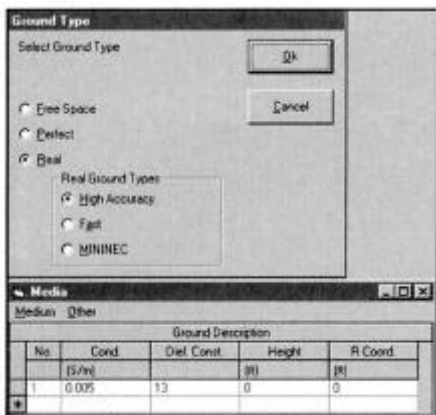 Ground Type
Select Ground Type
Ok
Cancel
Free Space
Perfect
Real
Real Ground Types
High Accuracy
Fast
MININEC
Media
Medium Other
Ground Description
No. Cond. Diel. Const. Height R Coord.
(S/m) (ft) (ft)
1 0.005 13 0 0
*